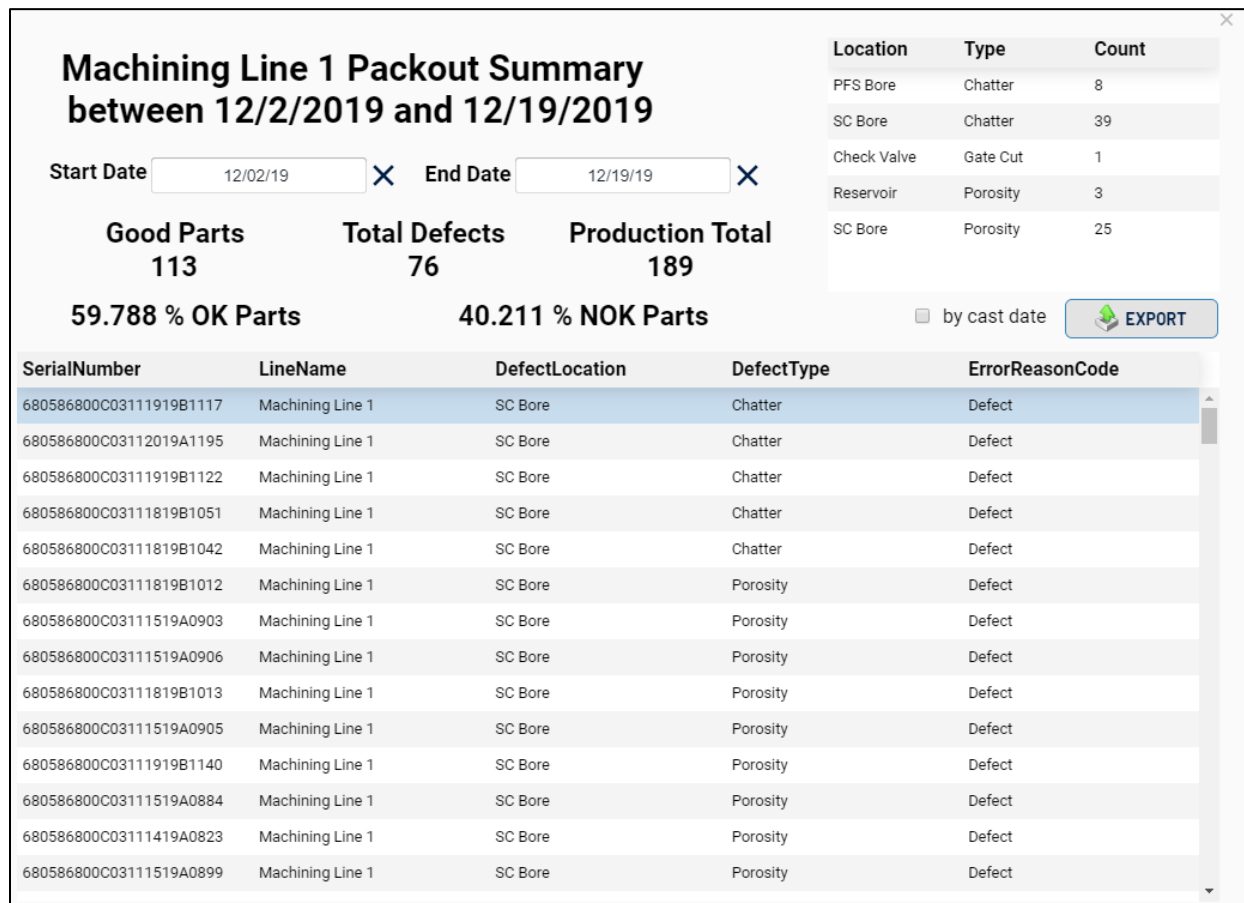 Machining Line 1 Packout Summary
between 12/2/2019 and 12/19/2019
Start Date 12/02/19 End Date 12/19/19
Good Parts Total Defects Production Total
113 76 189
59.788 % OK Parts 40.211 % NOK Parts
Location Type Count
PFS Bore Chatter 8
SC Bore Chatter 39
Check Valve Gate Cut 1
Reservoir Porosity 3
SC Bore Porosity 25
by cast date EXPORT
SerialNumber LineName DefectLocation DefectType ErrorReasonCode
680586800C03111919B1117 Machining Line 1 SC Bore Chatter Defect
680586800C03112019A1195 Machining Line 1 SC Bore Chatter Defect
680586800C03111919B1122 Machining Line 1 SC Bore Chatter Defect
680586800C03111819B1051 Machining Line 1 SC Bore Chatter Defect
680586800C03111819B1042 Machining Line 1 SC Bore Chatter Defect
680586800C03111819B1012 Machining Line 1 SC Bore Porosity Defect
680586800C03111519A0903 Machining Line 1 SC Bore Porosity Defect
680586800C03111519A0906 Machining Line 1 SC Bore Porosity Defect
680586800C03111819B1013 Machining Line 1 SC Bore Porosity Defect
680586800C03111519A0905 Machining Line 1 SC Bore Porosity Defect
680586800C03111919B1140 Machining Line 1 SC Bore Porosity Defect
680586800C03111519A0884 Machining Line 1 SC Bore Porosity Defect
680586800C03111419A0823 Machining Line 1 SC Bore Porosity Defect
680586800C03111519A0899 Machining Line 1 SC Bore Porosity Defect